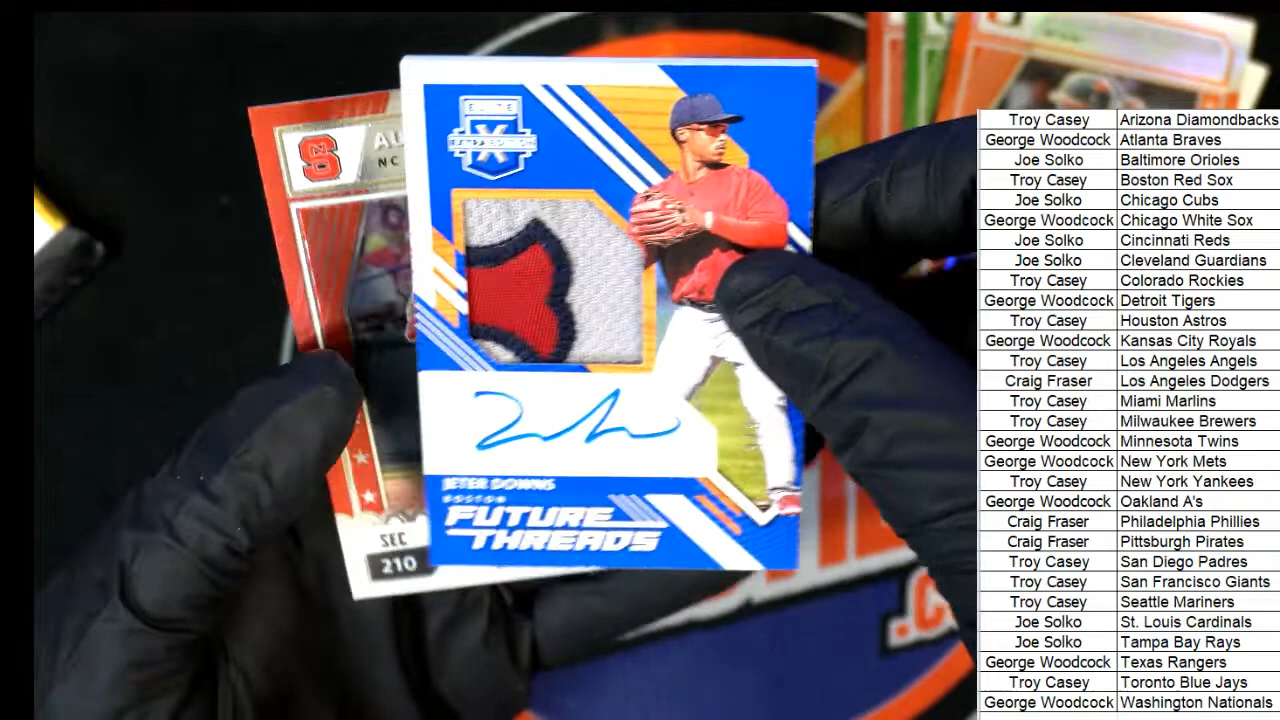 S
AU
NC
SEC
210
ELITE
EXTRA EDITION
X
JETER DOWNS
BOSTON
FUTURE
THREADS
.C
Troy Casey Arizona Diamondbacks
George Woodcock Atlanta Braves
Joe Solko Baltimore Orioles
Troy Casey Boston Red Sox
Joe Solko Chicago Cubs
George Woodcock Chicago White Sox
Joe Solko Cincinnati Reds
Joe Solko Cleveland Guardians
Troy Casey Colorado Rockies
George Woodcock Detroit Tigers
Troy Casey Houston Astros
George Woodcock Kansas City Royals
Troy Casey Los Angeles Angels
Craig Fraser Los Angeles Dodgers
Troy Casey Miami Marlins
Troy Casey Milwaukee Brewers
George Woodcock Minnesota Twins
George Woodcock New York Mets
Troy Casey New York Yankees
George Woodcock Oakland A's
Craig Fraser Philadelphia Phillies
Craig Fraser Pittsburgh Pirates
Troy Casey San Diego Padres
Troy Casey San Francisco Giants
Troy Casey Seattle Mariners
Joe Solko St. Louis Cardinals
Joe Solko Tampa Bay Rays
George Woodcock Texas Rangers
Troy Casey Toronto Blue Jays
George Woodcock Washington Nationals